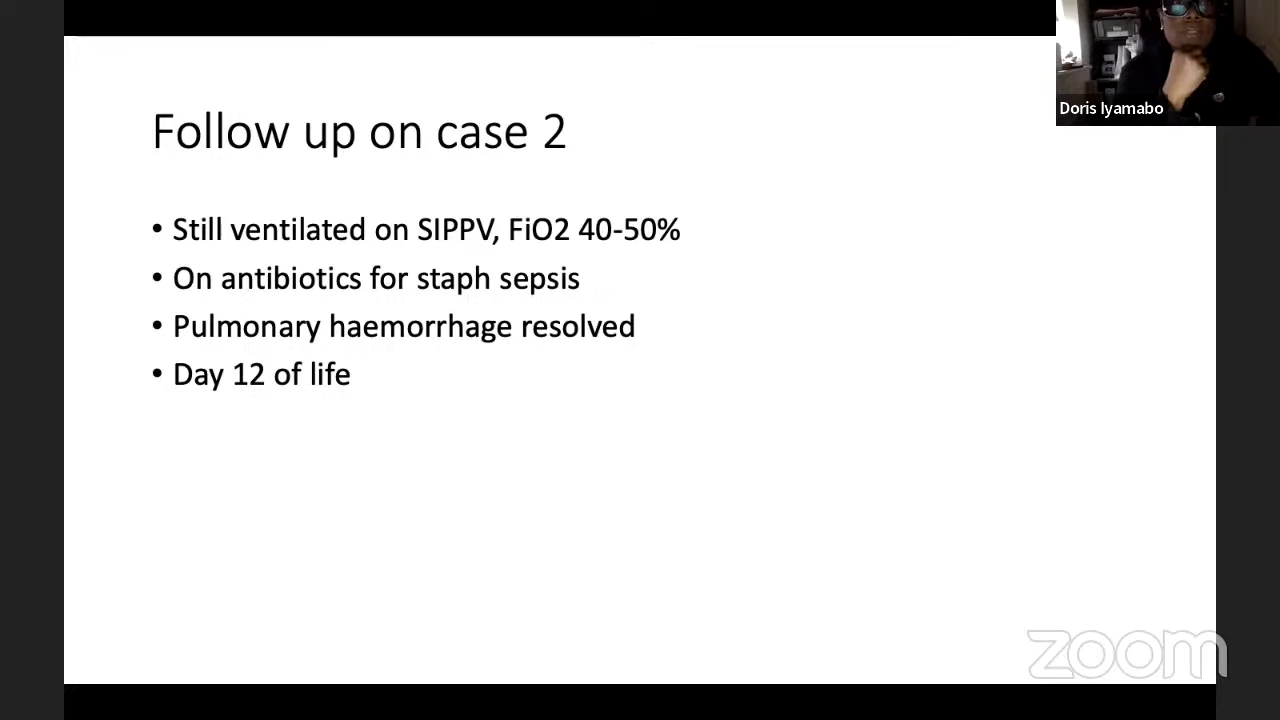 Doris Iyamabo
Follow up on case 2
• Still ventilated on SIPPV, FiO2 40-50%
• On antibiotics for staph sepsis
• Pulmonary haemorrhage resolved
• Day 12 of life
zoom